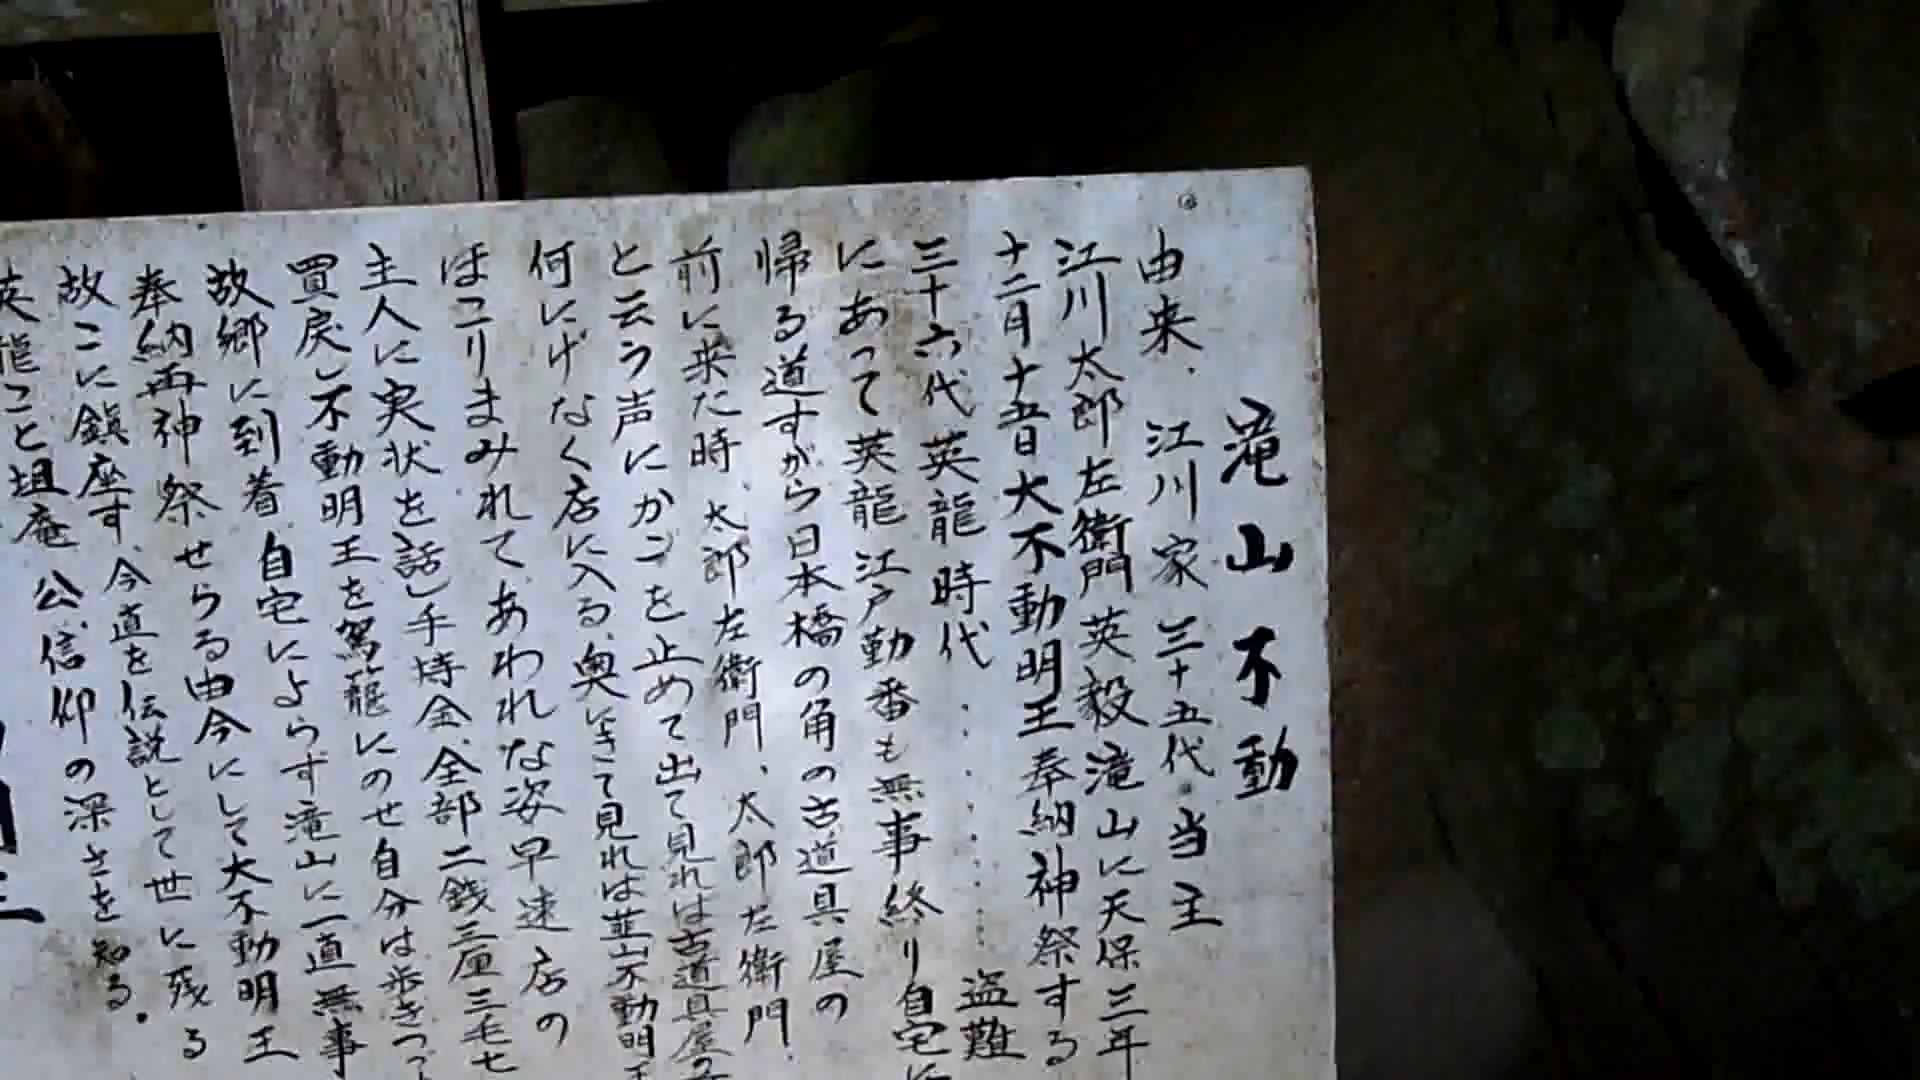 滝山不動
由来、江川家三十五代当主
江川太郎左衛門英毅滝山に天保三年
十二月十五日大不動明王奉納神祭する
三十六代英龍時代・・・・・・・盗難
にあって英龍江戸勤番も無事終り自宅に
帰る道すがら日本橋の角の古道具屋の
前に来た時、太郎左衛門、太郎左衛門、
と云う声にかごを止めて出て見れば古道具屋
何にげなく店に入る、奥いきて見れば韮山不動明王
ほこりまみれてあわれな姿早速店の
主人に実状を話し手持金、全部二銭三厘三毛七
買戻し不動明王を駕籠にのせ自分は歩きつゝ
故郷に到着自宅によらず滝山に一直無事
奉納再神祭せらる由今にして大不動明王
故こに鎮座す、今直を伝説として世に残る
英龍こと坦庵公、信仰の深さを知る。